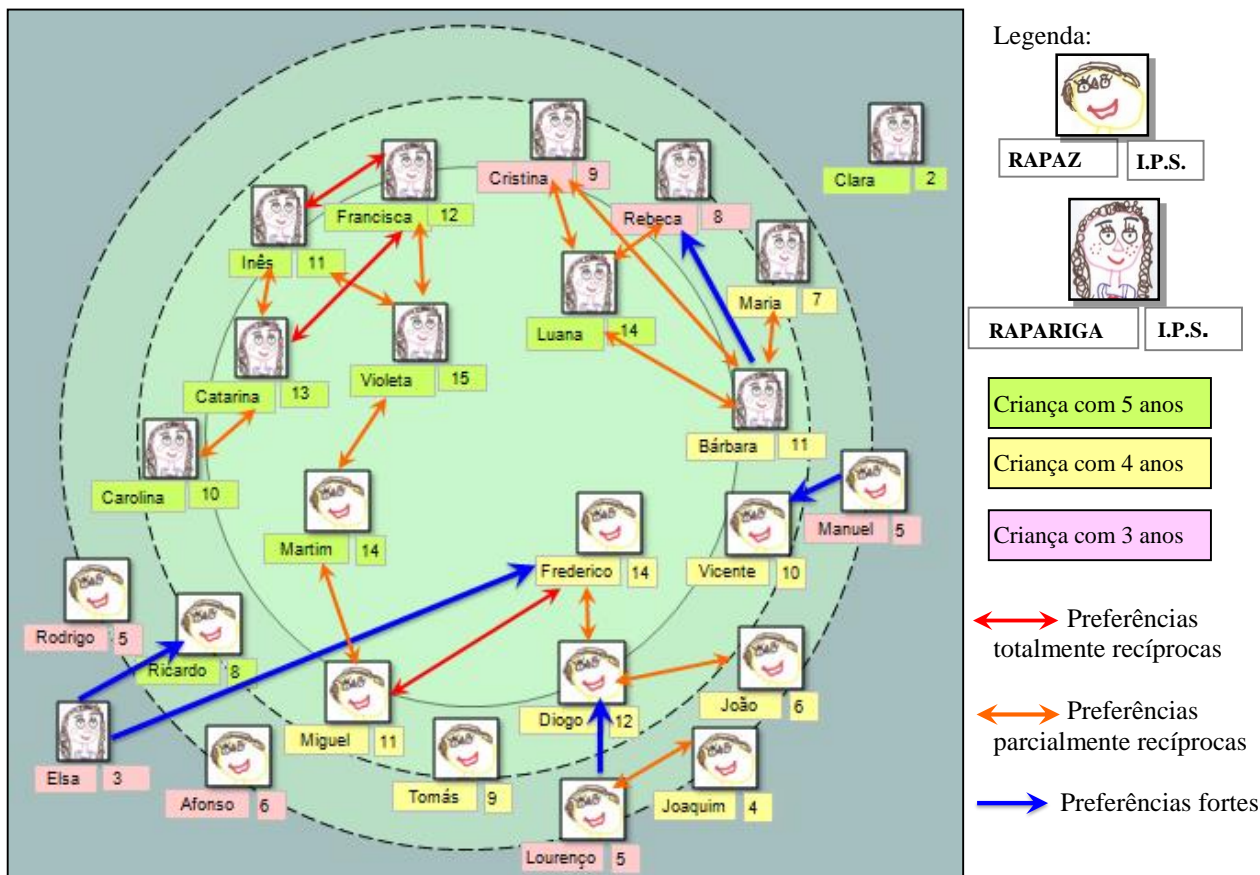 Francisca 12
Cristina 9
Clara 2
Rebeca 8
Inês 11
Maria 7
Luana 14
Catarina 13
Violeta 15
Bárbara 11
Carolina 10
Manuel 5
Martim 14
Frederico 14
Vicente 10
Rodrigo 5
Ricardo 8
João 6
Diogo 12
Miguel 11
Elsa 3
Afonso 6
Tomás 9
Joaquim 4
Lourenço 5
Legenda:
RAPAZ I.P.S.
RAPARIGA I.P.S.
Criança com 5 anos
Criança com 4 anos
Criança com 3 anos
Preferências
totalmente recíprocas
Preferências
parcialmente recíprocas
Preferências fortes